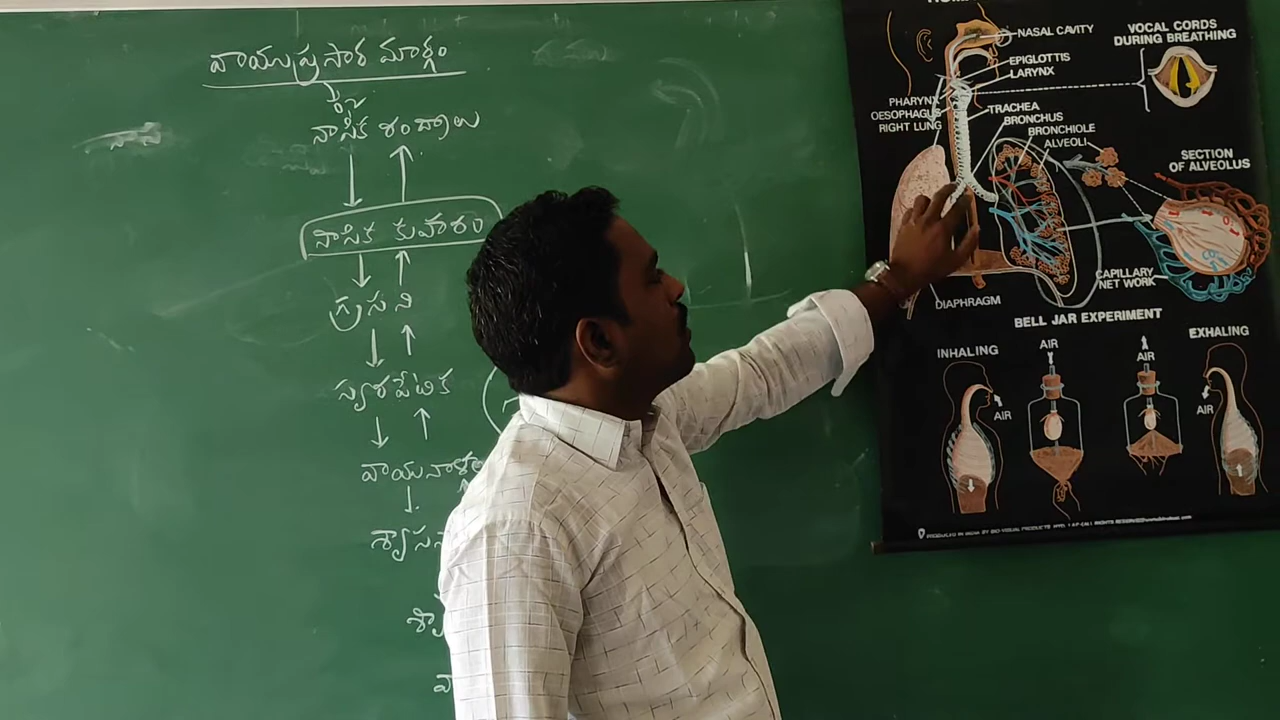 వాయుప్రసార మార్గం
నాసిక రంధ్రాలు
నాసిక కుహరం
గ్రసని
స్వరపేటిక
వాయునాళం
NASAL CAVITY
EPIGLOTTIS
LARYNX
PHARYNX
OESOPHAGUS
RIGHT LUNG
TRACHEA
BRONCHUS
BRONCHIOLE
ALVEOLI
VOCAL CORDS
DURING BREATHING
SECTION
OF ALVEOLUS
CAPILLARY
NET WORK
DIAPHRAGM
BELL JAR EXPERIMENT
INHALING
AIR
AIR
AIR
EXHALING
AIR